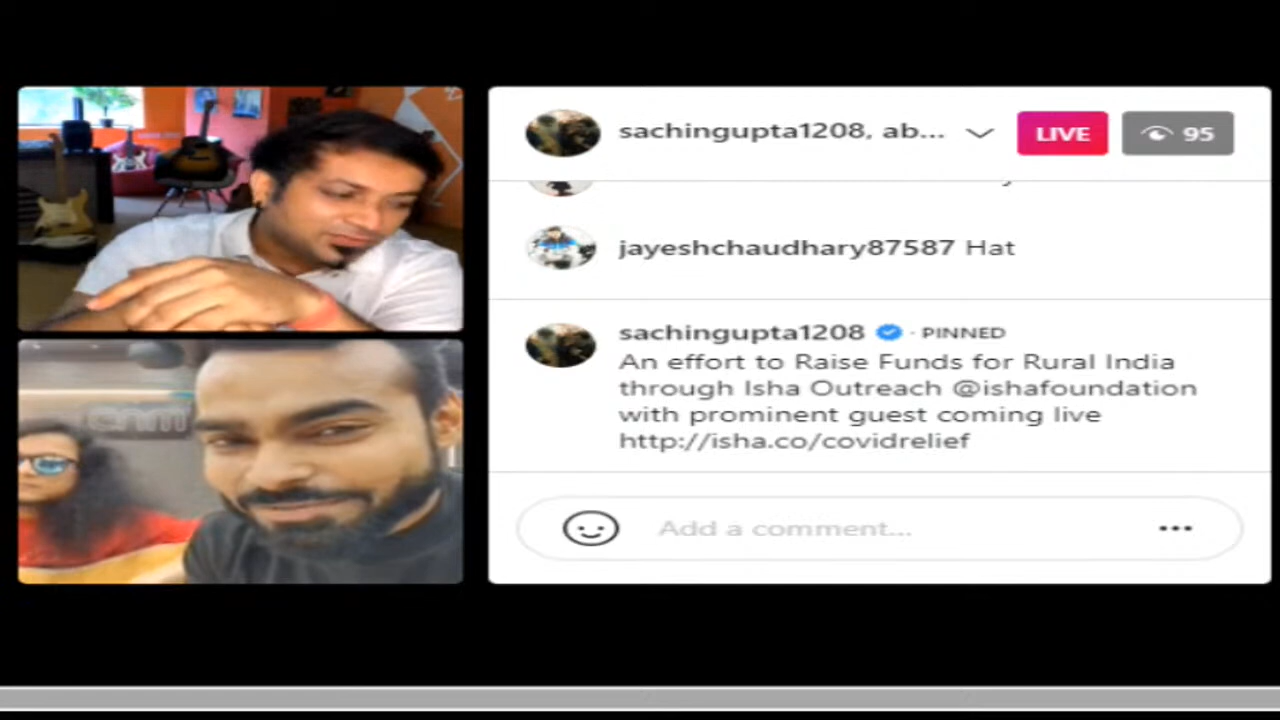 sachingupta1208, ab...
LIVE
95
jayeshchaudhary87587 Hat
sachingupta1208 · PINNED
An effort to Raise Funds for Rural India
through Isha Outreach @ishafoundation
with prominent guest coming live
http://isha.co/covidrelief
Add a comment...